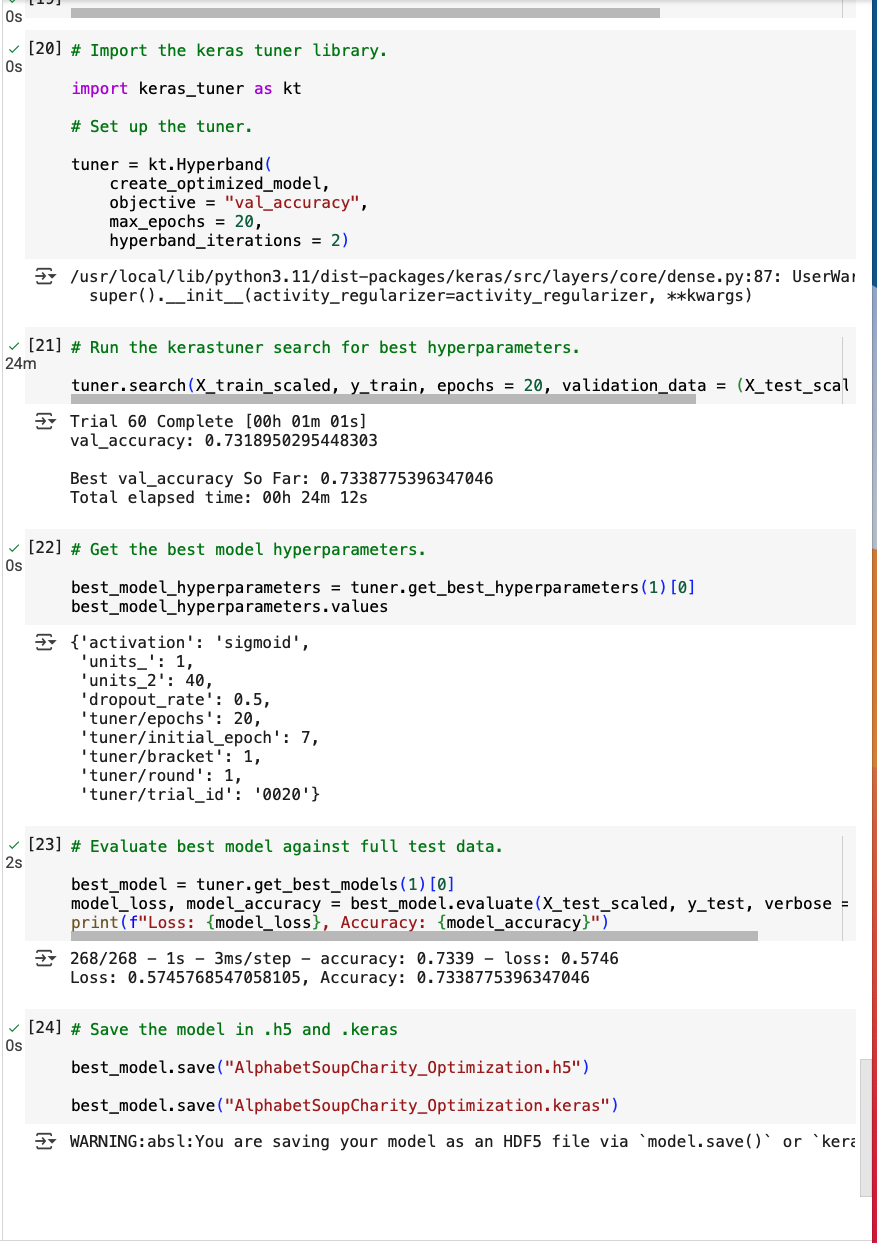 0s
[20] # Import the keras tuner library.
0s
import keras_tuner as kt
# Set up the tuner.
tuner = kt.Hyperband(
create_optimized_model,
objective = "val_accuracy",
max_epochs = 20,
hyperband_iterations = 2)
/usr/local/lib/python3.11/dist-packages/keras/src/layers/core/dense.py:87: UserWar
super().__init__(activity_regularizer=activity_regularizer, **kwargs)
[21] # Run the kerastuner search for best hyperparameters.
24m
tuner.search(X_train_scaled, y_train, epochs = 20, validation_data = (X_test_scal
Trial 60 Complete [00h 01m 01s]
val_accuracy: 0.7318950295448303
Best val_accuracy So Far: 0.7338775396347046
Total elapsed time: 00h 24m 12s
[22] # Get the best model hyperparameters.
0s
best_model_hyperparameters = tuner.get_best_hyperparameters(1)[0]
best_model_hyperparameters.values
{'activation': 'sigmoid',
'units_': 1,
'units_2': 40,
'dropout_rate': 0.5,
'tuner/epochs': 20,
'tuner/initial_epoch': 7,
'tuner/bracket': 1,
'tuner/round': 1,
'tuner/trial_id': '0020'}
[23] # Evaluate best model against full test data.
2s
best_model = tuner.get_best_models(1)[0]
model_loss, model_accuracy = best_model.evaluate(X_test_scaled, y_test, verbose =
print(f"Loss: {model_loss}, Accuracy: {model_accuracy}")
268/268 - 1s - 3ms/step - accuracy: 0.7339 - loss: 0.5746
Loss: 0.5745768547058105, Accuracy: 0.7338775396347046
[24] # Save the model in .h5 and .keras
0s
best_model.save("AlphabetSoupCharity_Optimization.h5")
best_model.save("AlphabetSoupCharity_Optimization.keras")
WARNING:absl:You are saving your model as an HDF5 file via `model.save()` or `kera